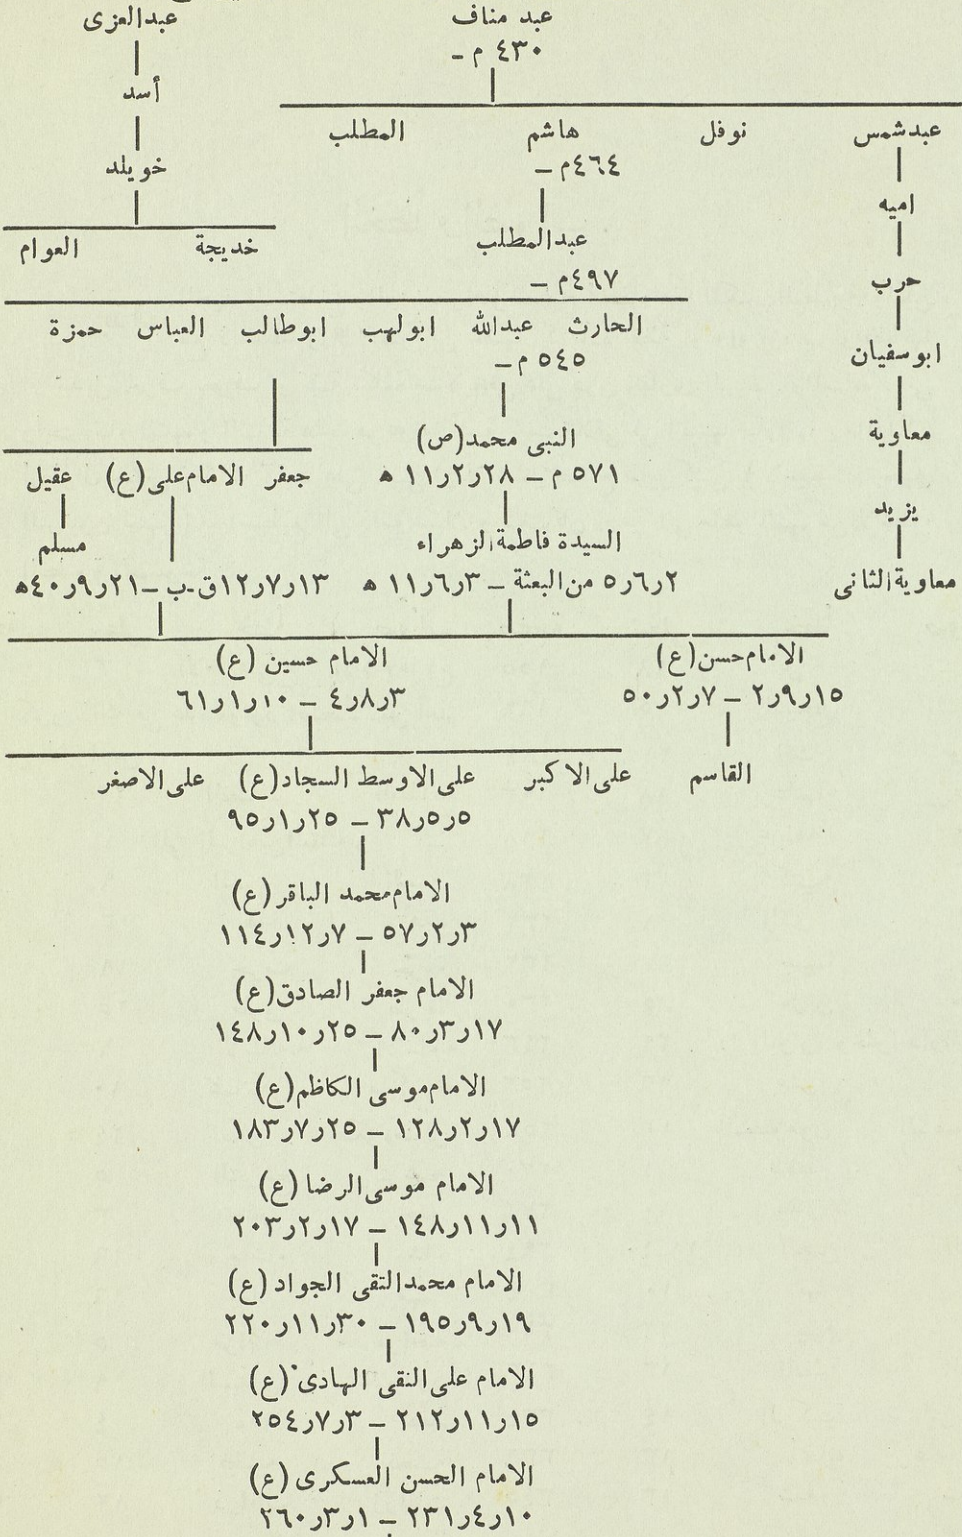 عبد مناف عبدالعزى
٤٣٠ م –
أسد
عبدشمس نوفل هاشم المطلب
٤٦٤م – خويلد
اميه
عبدالمطلب خديجة العوام
حرب ٤٩٧م –
الحارث عبدالله ابولهب ابوطالب العباس حمزة
ابوسفيان ٥٤٥ م –
معاوية النبى محمد(ص)
٥٧١ م – ٢٨ر٢ر١١ ه جعفر الامام‌على(ع) عقيل
يزيد
السيدة فاطمة‌الزهراء مسلم
معاوية‌الثانى ٢ر٦ر٥ من‌البعثة – ٣ر٦ر١١ ه ١٣ر٧ر١٢ق.ب – ٢١ر٩ر٤٠ه
الامام‌حسن(ع) الامام حسين (ع)
١٥ر٩ر٢ – ٧ر٢ر٥٠ ٣ر٨ر٤ – ١٠ر١ر٦١
القاسم على‌الاكبر على‌الاوسط السجاد(ع) على‌الاصغر
٥ر٥ر٣٨ – ٢٥ر١ر٩٥
الامام‌محمد الباقر(ع)
٣ر٢ر٥٧ – ٧ر١٢ر١١٤
الامام جعفر الصادق(ع)
١٧ر٣ر٨٠ – ٢٥ر١٠ر١٤٨
الامام‌موسى الكاظم(ع)
١٧ر٢ر١٢٨ – ٢٥ر٧ر١٨٣
الامام موسى‌الرضا (ع)
١١ر١١ر١٤٨ – ١٧ر٢ر٢٠٣
الامام محمدالتقى الجواد (ع)
١٩ر٩ر١٩٥ – ٣٠ر١١ر٢٢٠
الامام على‌النقى الهادى (ع)
١٥ر١١ر٢١٢ – ٣ر٧ر٢٥٤
الامام الحسن العسكرى (ع)
١٠ر٤ر٢٣١ – ١ر٣ر٢٦٠